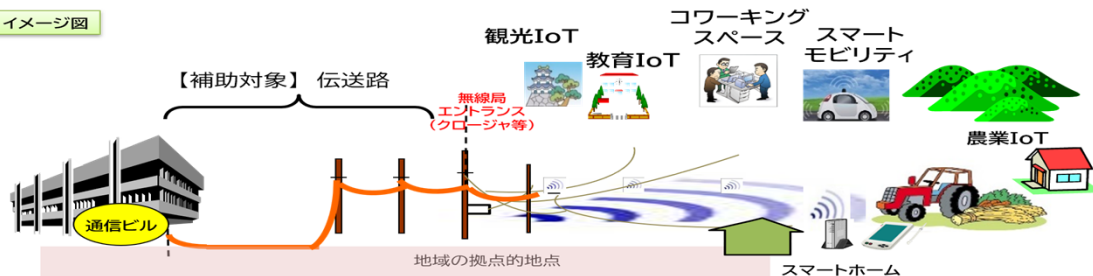 イメージ図
【補助対象】 伝送路
無線局
エントランス
（クロージャ等）
観光IoT
教育IoT
コワーキング
スペース
スマート
モビリティ
農業IoT
通信ビル
地域の拠点的地点
スマートホーム